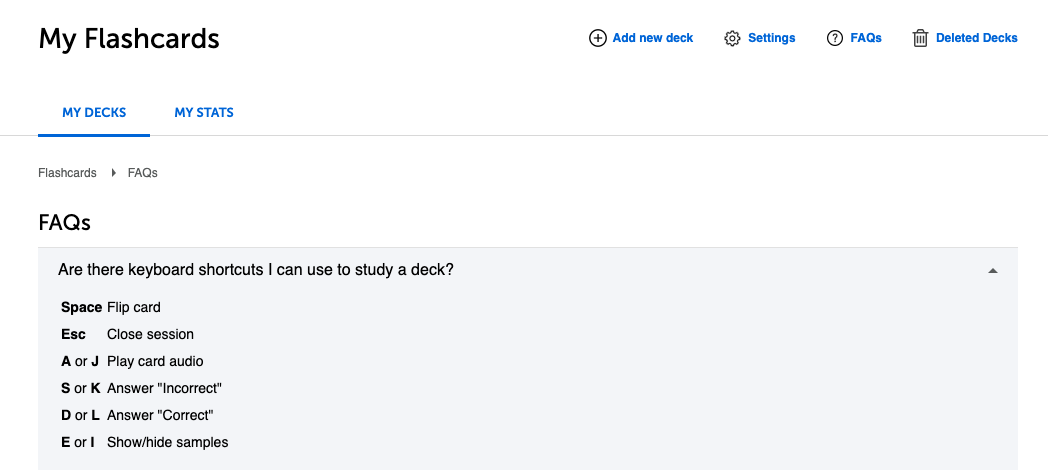 My Flashcards
Add new deck
Settings
FAQs
Deleted Decks
MY DECKS
MY STATS
Flashcards
FAQs
FAQs
Are there keyboard shortcuts I can use to study a deck?
Space Flip card
Esc Close session
A or J Play card audio
S or K Answer "Incorrect"
D or L Answer "Correct"
E or I Show/hide samples